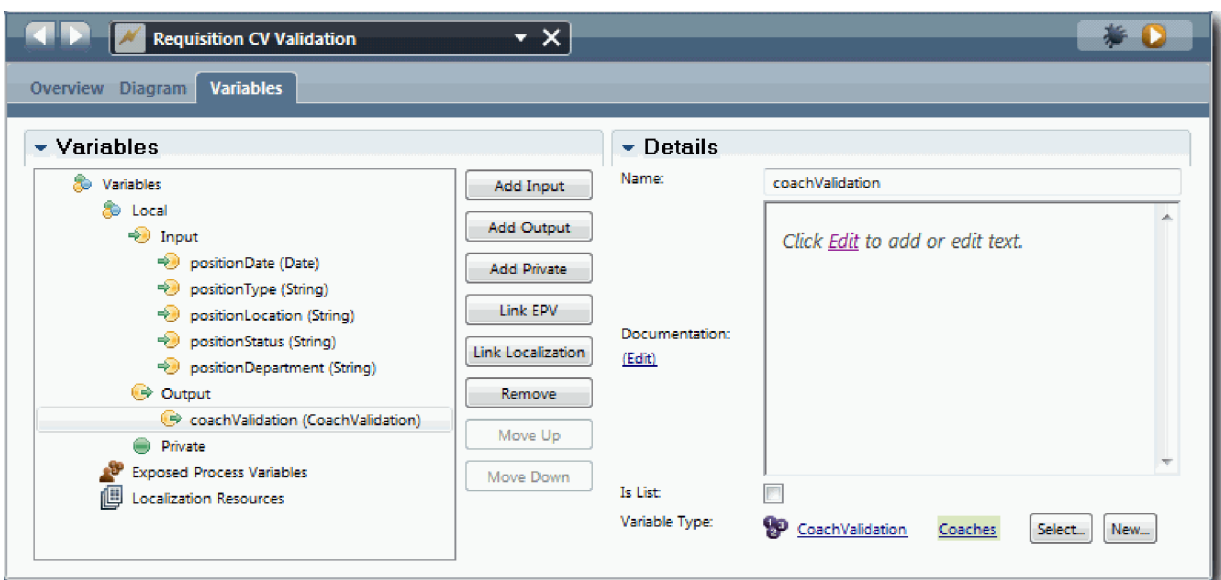 Requisition CV Validation
Overview Diagram Variables
Variables
Variables
Local
Input
positionDate (Date)
positionType (String)
positionLocation (String)
positionStatus (String)
positionDepartment (String)
Output
coachValidation (CoachValidation)
Private
Exposed Process Variables
Localization Resources
Add Input
Add Output
Add Private
Link EPV
Link Localization
Remove
Move Up
Move Down
Details
Name: coachValidation
Click Edit to add or edit text.
Documentation:
(Edit)
Is List:
Variable Type: CoachValidation Coaches Select... New...